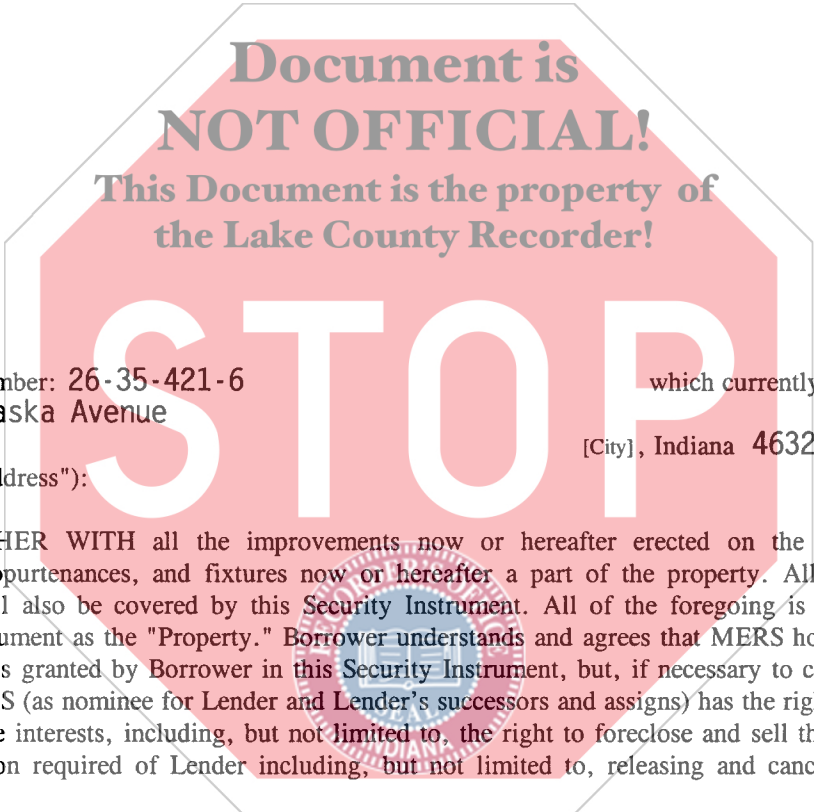 Document is
NOT OFFICIAL!
This Document is the property of
the Lake County Recorder!
STOP
mber: 26-35-421-6 which currently
aska Avenue
[City], Indiana 4632
ddress"):
HER WITH all the improvements now or hereafter erected on the
ppurtenances, and fixtures now or hereafter a part of the property. All
l also be covered by this Security Instrument. All of the foregoing is
ument as the "Property." Borrower understands and agrees that MERS ho
s granted by Borrower in this Security Instrument, but, if necessary to c
S (as nominee for Lender and Lender's successors and assigns) has the righ
e interests, including, but not limited to, the right to foreclose and sell th
on required of Lender including, but not limited to, releasing and canc
RECORDER'S OFFICE
SEAL
INDIANA